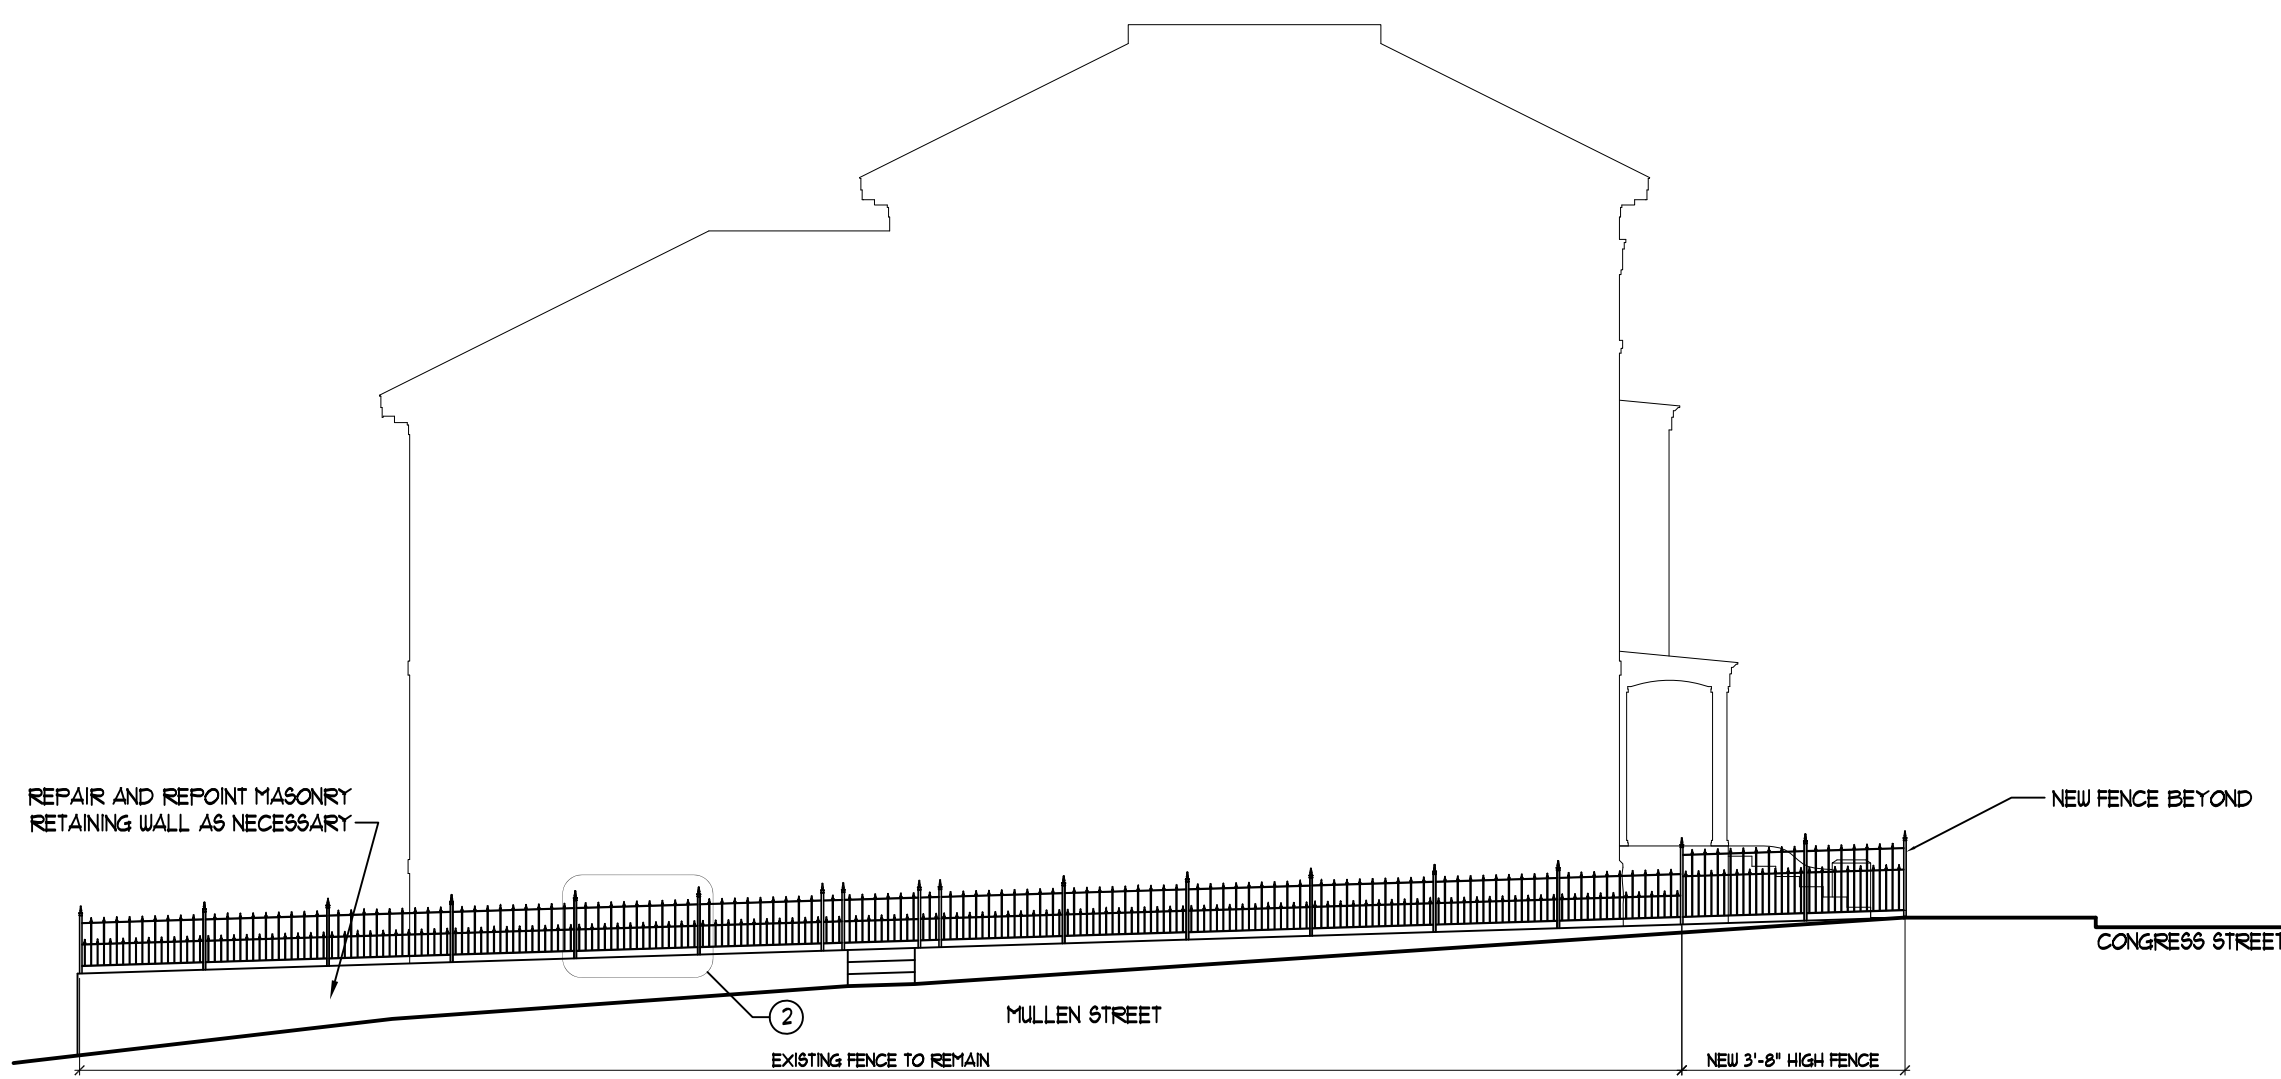 REPAIR AND REPOINT MASONRY
RETAINING WALL AS NECESSARY
NEW FENCE BEYOND
CONGRESS STREET
2
MULLEN STREET
EXISTING FENCE TO REMAIN
NEW 3'-8" HIGH FENCE